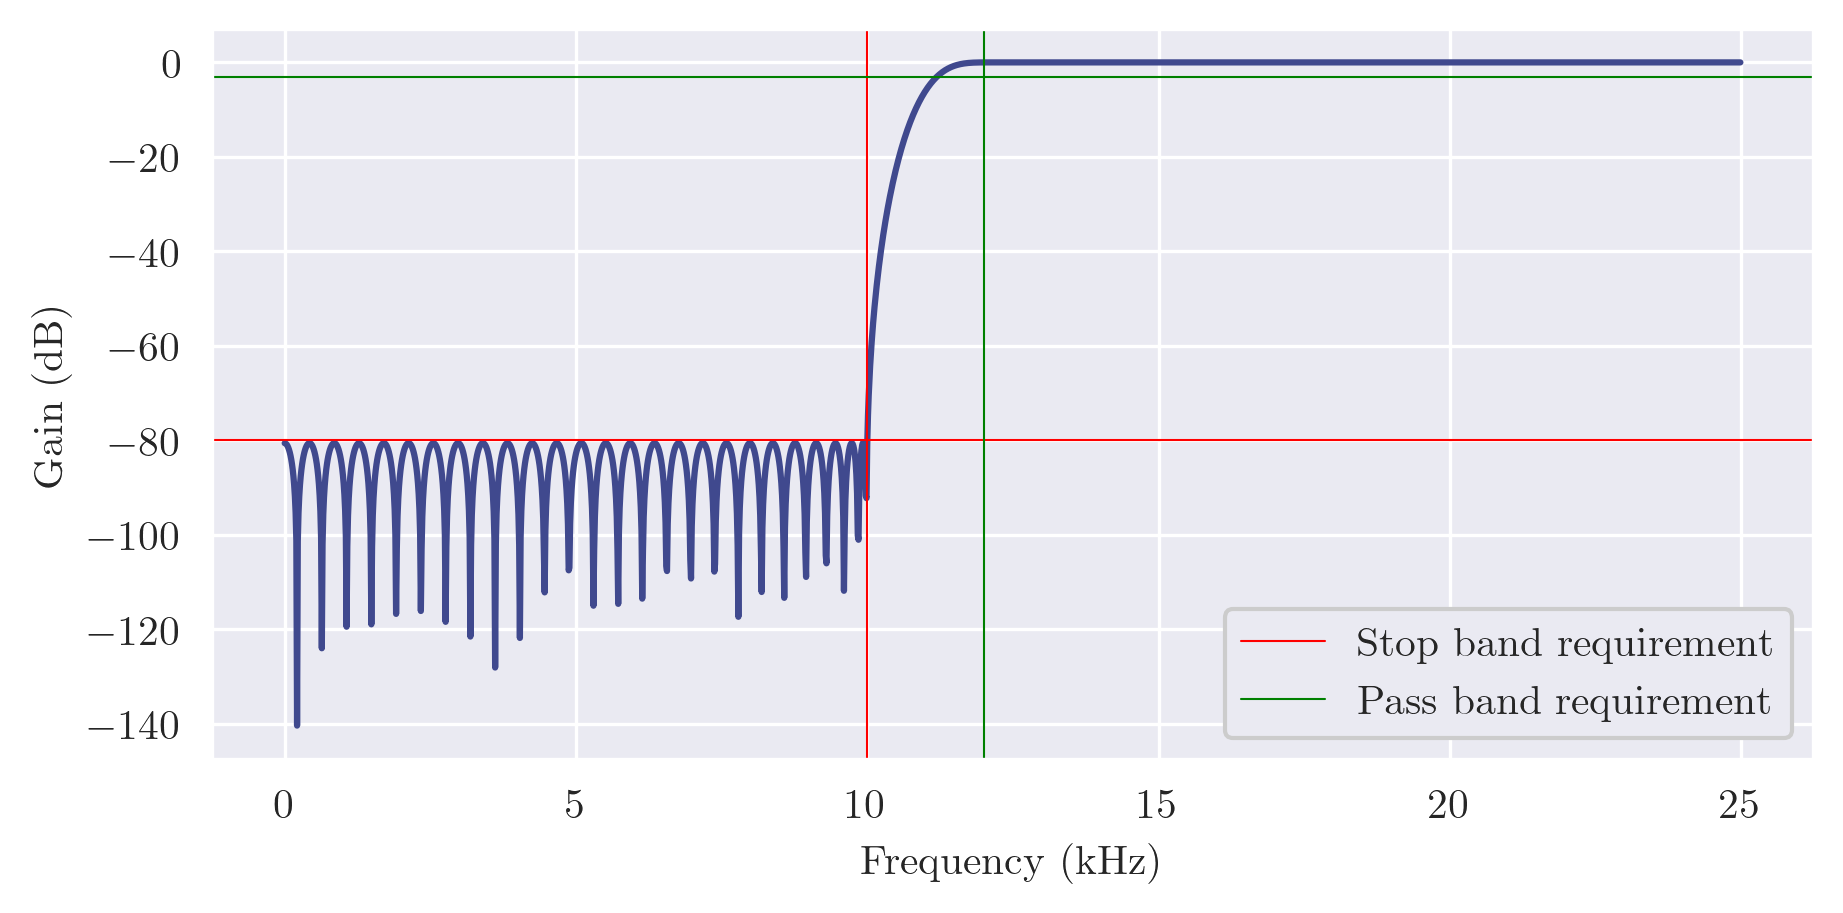 0
−20
−40
−60
−80
−100
−120
−140
Gain (dB)
Stop band requirement
Pass band requirement
0 5 10 15 20 25
Frequency (kHz)